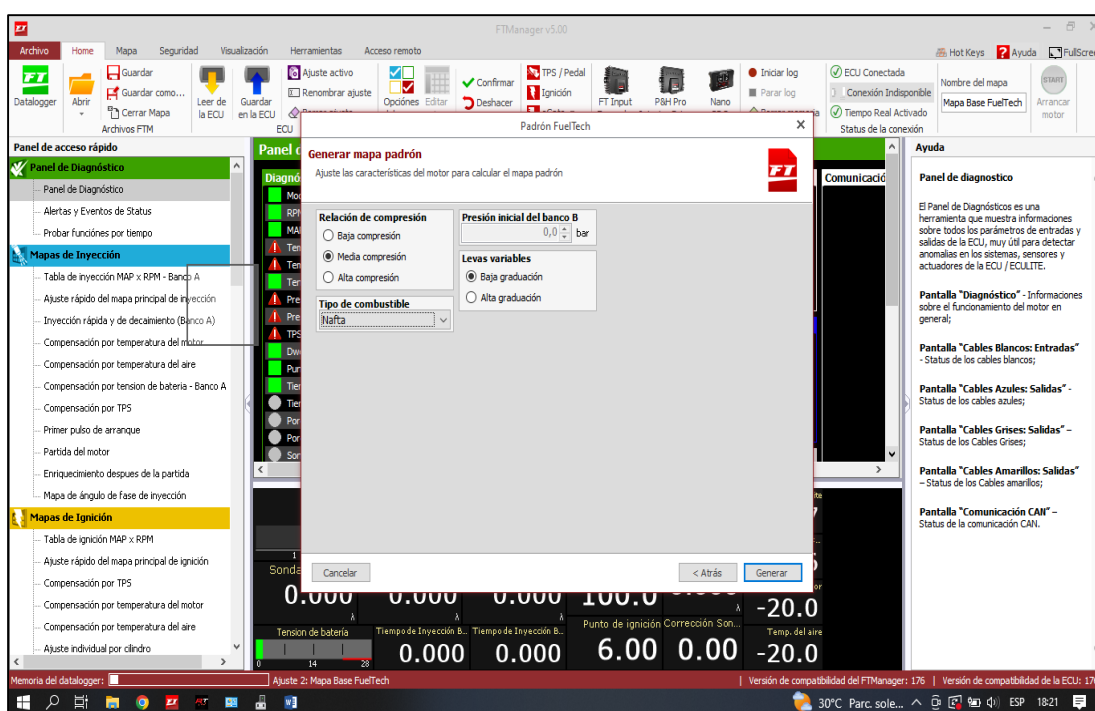 FTManager v5.00
Archivo Home Mapa Seguridad Visualización Herramientas Acceso remoto
Hot Keys Ayuda FullScree
Datalogger
Abrir
Guardar
Guardar como...
Cerrar Mapa
Archivos FTM
Leer de la ECU
Guardar en la ECU
Ajuste activo
Renombrar ajuste
ECU
Opciónes
Editar
Confirmar
Deshacer
TPS / Pedal
Ignición
FT Input
P&H Pro
Nano
Iniciar log
Parar log
ECU Conectada
Conexión Indisponible
Tiempo Real Activado
Status de la conexión
Nombre del mapa
Mapa Base FuelTech
START
Arrancar motor
Panel de acceso rápido
Panel de Diagnóstico
Panel de Diagnóstico
Alertas y Eventos de Status
Probar funciónes por tiempo
Mapas de Inyección
Tabla de inyección MAP x RPM - Banco A
Ajuste rápido del mapa principal de inyección
Inyección rápida y de decaimiento (Banco A)
Compensación por temperatura del motor
Compensación por temperatura del aire
Compensación por tension de bateria - Banco A
Compensación por TPS
Primer pulso de arranque
Partida del motor
Enriquecimiento despues de la partida
Mapa de ángulo de fase de inyección
Mapas de Ignición
Tabla de ignición MAP x RPM
Ajuste rápido del mapa principal de ignición
Compensación por TPS
Compensación por temperatura del motor
Compensación por temperatura del aire
Ajuste individual por cilindro
Padrón FuelTech
Generar mapa padrón
Ajuste las características del motor para calcular el mapa padrón
FT
Relación de compresión
Baja compresión
Media compresión
Alta compresión
Tipo de combustible
Nafta
Presión inicial del banco B
0,0 bar
Levas variables
Baja graduación
Alta graduación
Cancelar < Atrás Generar
Comunicació
Tension de batería
0 14 28
Tiempo de Inyección B...
0.000
Tiempo de Inyección B...
0.000
Punto de ignición
6.00
Corrección Son...
0.00
-20.0
Temp. del aire
-20.0
Ayuda
Panel de diagnostico
El Panel de Diagnósticos es una
herramienta que muestra informaciones
sobre todos los parámetros de entradas y
salidas de la ECU, muy útil para detectar
anomalias en los sistemas, sensores y
actuadores de la ECU / ECULITE.
Pantalla "Diagnóstico" - Informaciones
sobre el funcionamiento del motor en
general;
Pantalla "Cables Blancos: Entradas"
- Status de los cables blancos;
Pantalla "Cables Azules: Salidas" -
Status de los cables azules;
Pantalla "Cables Grises: Salidas" –
Status de los Cables Grises;
Pantalla "Cables Amarillos: Salidas"
– Status de los Cables amarillos;
Pantalla "Comunicación CAN" –
Status de la comunicación CAN.
Memoria del datalogger:
Ajuste 2: Mapa Base FuelTech
Versión de compatibilidad del FTManager: 176
Versión de compatibilidad de la ECU: 17
30°C Parc. sole... ESP 18:21